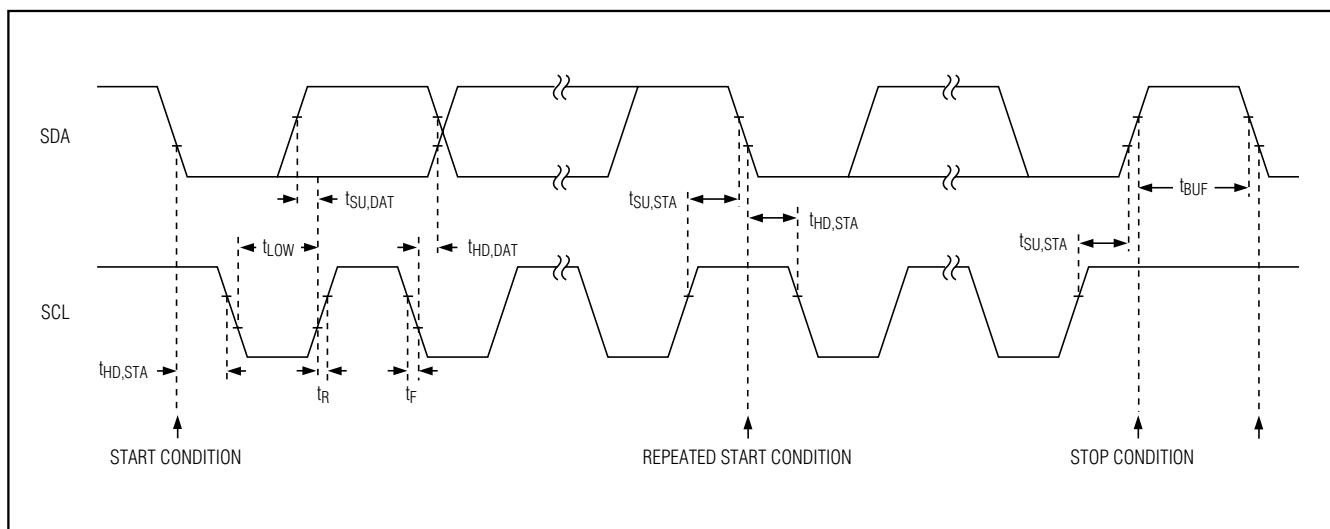 SDA
tSU,DAT
tSU,STA
tBUF
tHD,STA
tLOW
tHD,DAT
tSU,STA
SCL
tHD,STA
tR
tF
START CONDITION
REPEATED START CONDITION
STOP CONDITION